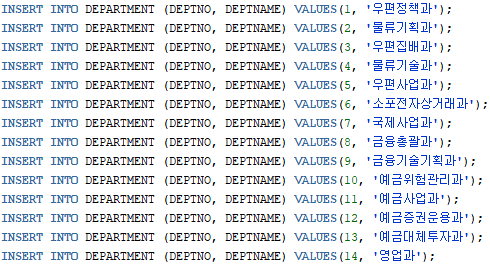 INSERT INTO DEPARTMENT (DEPTNO, DEPTNAME) VALUES(1, '우편정책과');
INSERT INTO DEPARTMENT (DEPTNO, DEPTNAME) VALUES(2, '물류기획과');
INSERT INTO DEPARTMENT (DEPTNO, DEPTNAME) VALUES(3, '우편집배과');
INSERT INTO DEPARTMENT (DEPTNO, DEPTNAME) VALUES(4, '물류기술과');
INSERT INTO DEPARTMENT (DEPTNO, DEPTNAME) VALUES(5, '우편사업과');
INSERT INTO DEPARTMENT (DEPTNO, DEPTNAME) VALUES(6, '소포전자상거래과');
INSERT INTO DEPARTMENT (DEPTNO, DEPTNAME) VALUES(7, '국제사업과');
INSERT INTO DEPARTMENT (DEPTNO, DEPTNAME) VALUES(8, '금융총괄과');
INSERT INTO DEPARTMENT (DEPTNO, DEPTNAME) VALUES(9, '금융기술기획과');
INSERT INTO DEPARTMENT (DEPTNO, DEPTNAME) VALUES(10, '예금위험관리과');
INSERT INTO DEPARTMENT (DEPTNO, DEPTNAME) VALUES(11, '예금사업과');
INSERT INTO DEPARTMENT (DEPTNO, DEPTNAME) VALUES(12, '예금증권운용과');
INSERT INTO DEPARTMENT (DEPTNO, DEPTNAME) VALUES(13, '예금대체투자과');
INSERT INTO DEPARTMENT (DEPTNO, DEPTNAME) VALUES(14, '영업과');